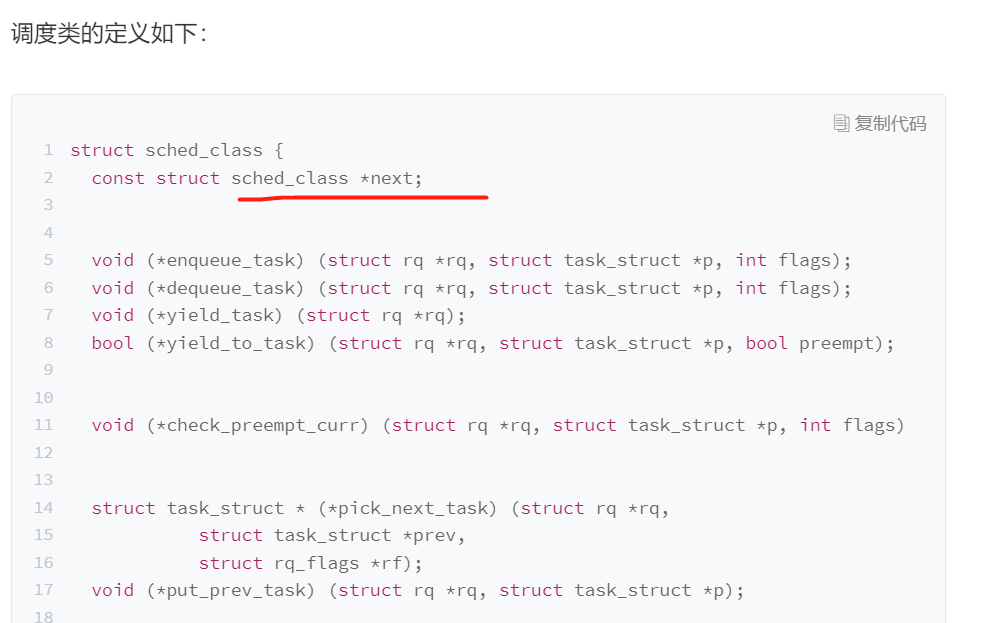 调度类的定义如下：
复制代码
1 struct sched_class {
2   const struct sched_class *next;
3
4
5   void (*enqueue_task) (struct rq *rq, struct task_struct *p, int flags);
6   void (*dequeue_task) (struct rq *rq, struct task_struct *p, int flags);
7   void (*yield_task) (struct rq *rq);
8   bool (*yield_to_task) (struct rq *rq, struct task_struct *p, bool preempt);
9
10
11   void (*check_preempt_curr) (struct rq *rq, struct task_struct *p, int flags)
12
13
14   struct task_struct * (*pick_next_task) (struct rq *rq,
15             struct task_struct *prev,
16             struct rq_flags *rf);
17   void (*put_prev_task) (struct rq *rq, struct task_struct *p);
18